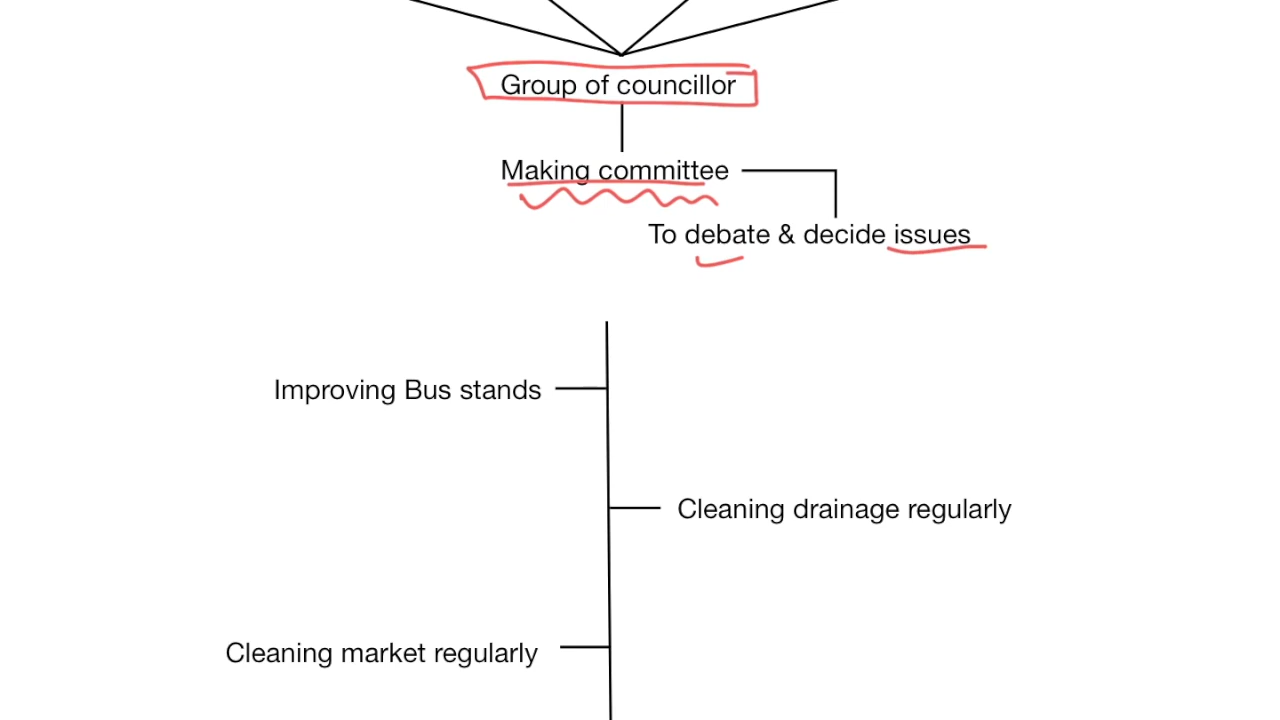 Group of councillor
Making committee
To debate & decide issues
Improving Bus stands
Cleaning drainage regularly
Cleaning market regularly